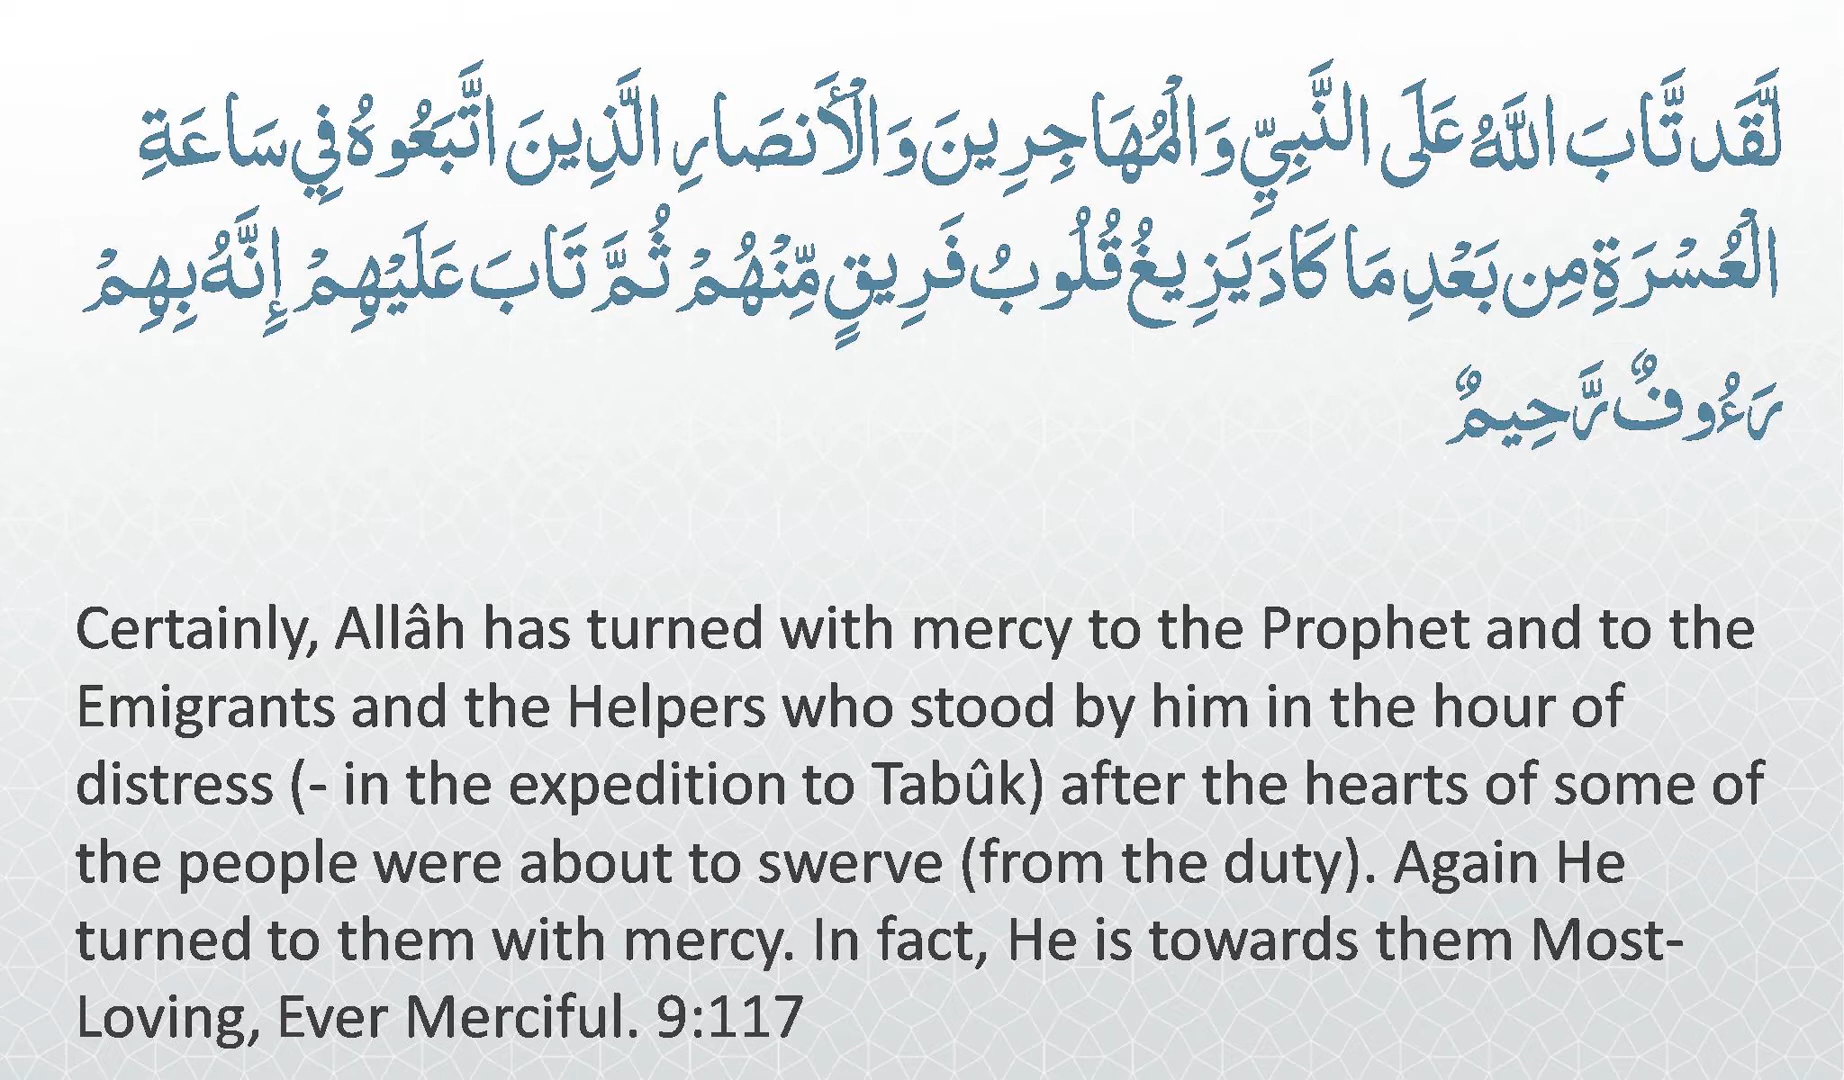 لَّقَد تَّابَ اللَّهُ عَلَى النَّبِيِّ وَالْمُهَاجِرِينَ وَالْأَنصَارِ الَّذِينَ اتَّبَعُوهُ فِي سَاعَةِ
الْعُسْرَةِ مِن بَعْدِ مَا كَادَ يَزِيغُ قُلُوبُ فَرِيقٍ مِّنْهُمْ ثُمَّ تَابَ عَلَيْهِمْ إِنَّهُ بِهِمْ
رَءُوفٌ رَّحِيمٌ
Certainly, Allâh has turned with mercy to the Prophet and to the
Emigrants and the Helpers who stood by him in the hour of
distress (- in the expedition to Tabûk) after the hearts of some of
the people were about to swerve (from the duty). Again He
turned to them with mercy. In fact, He is towards them Most-
Loving, Ever Merciful. 9:117